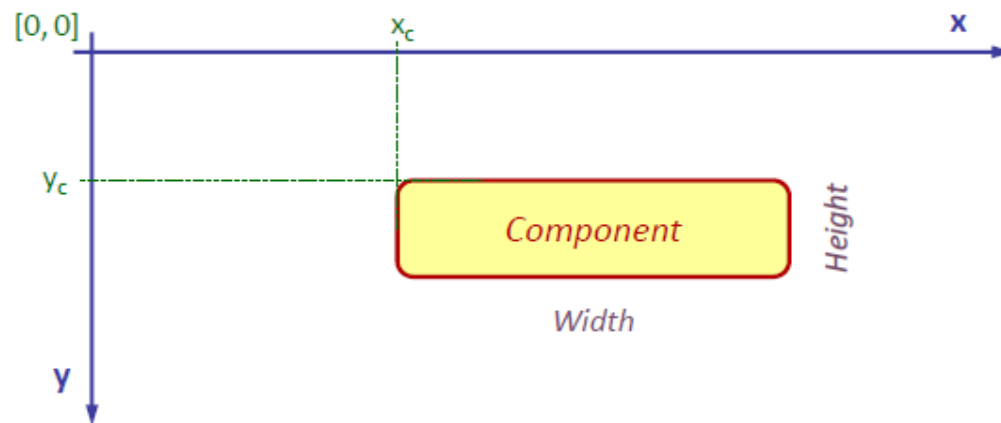 [0, 0]
x_c
x
y_c
Component
Height
Width
y